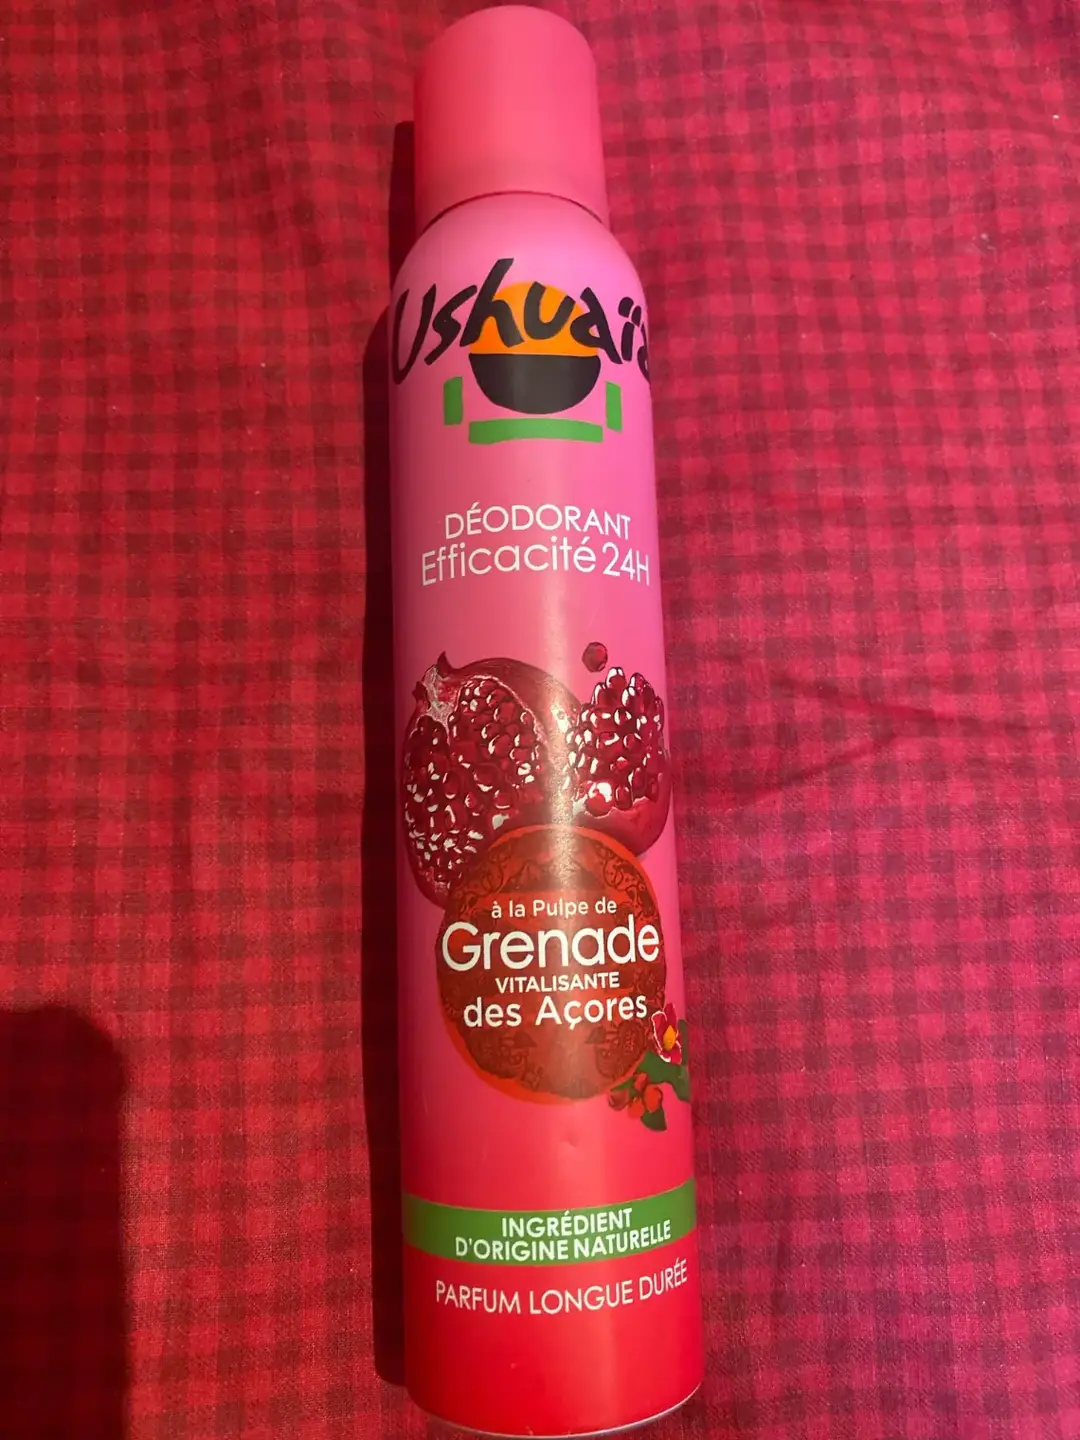 Ushuaïa
DÉODORANT
Efficacité 24H
à la Pulpe de
Grenade
VITALISANTE
des Açores
INGRÉDIENT
D'ORIGINE NATURELLE
PARFUM LONGUE DURÉE